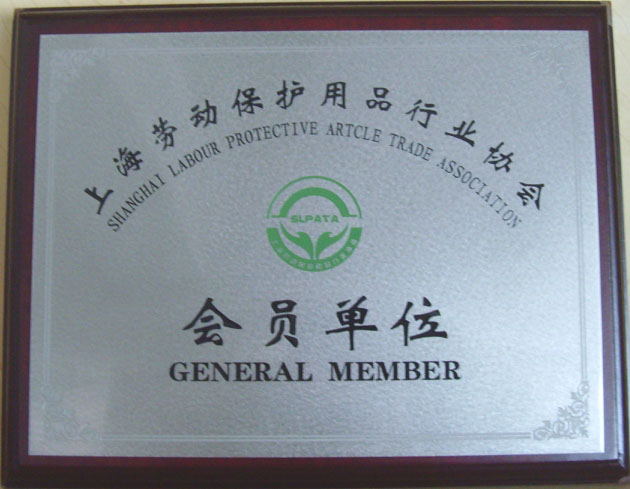 上海劳动保护用品行业协会
SHANGHAI LABOUR PROTECTIVE ARTCLE TRADE ASSOCIATION
SLPATA
会员单位
GENERAL MEMBER